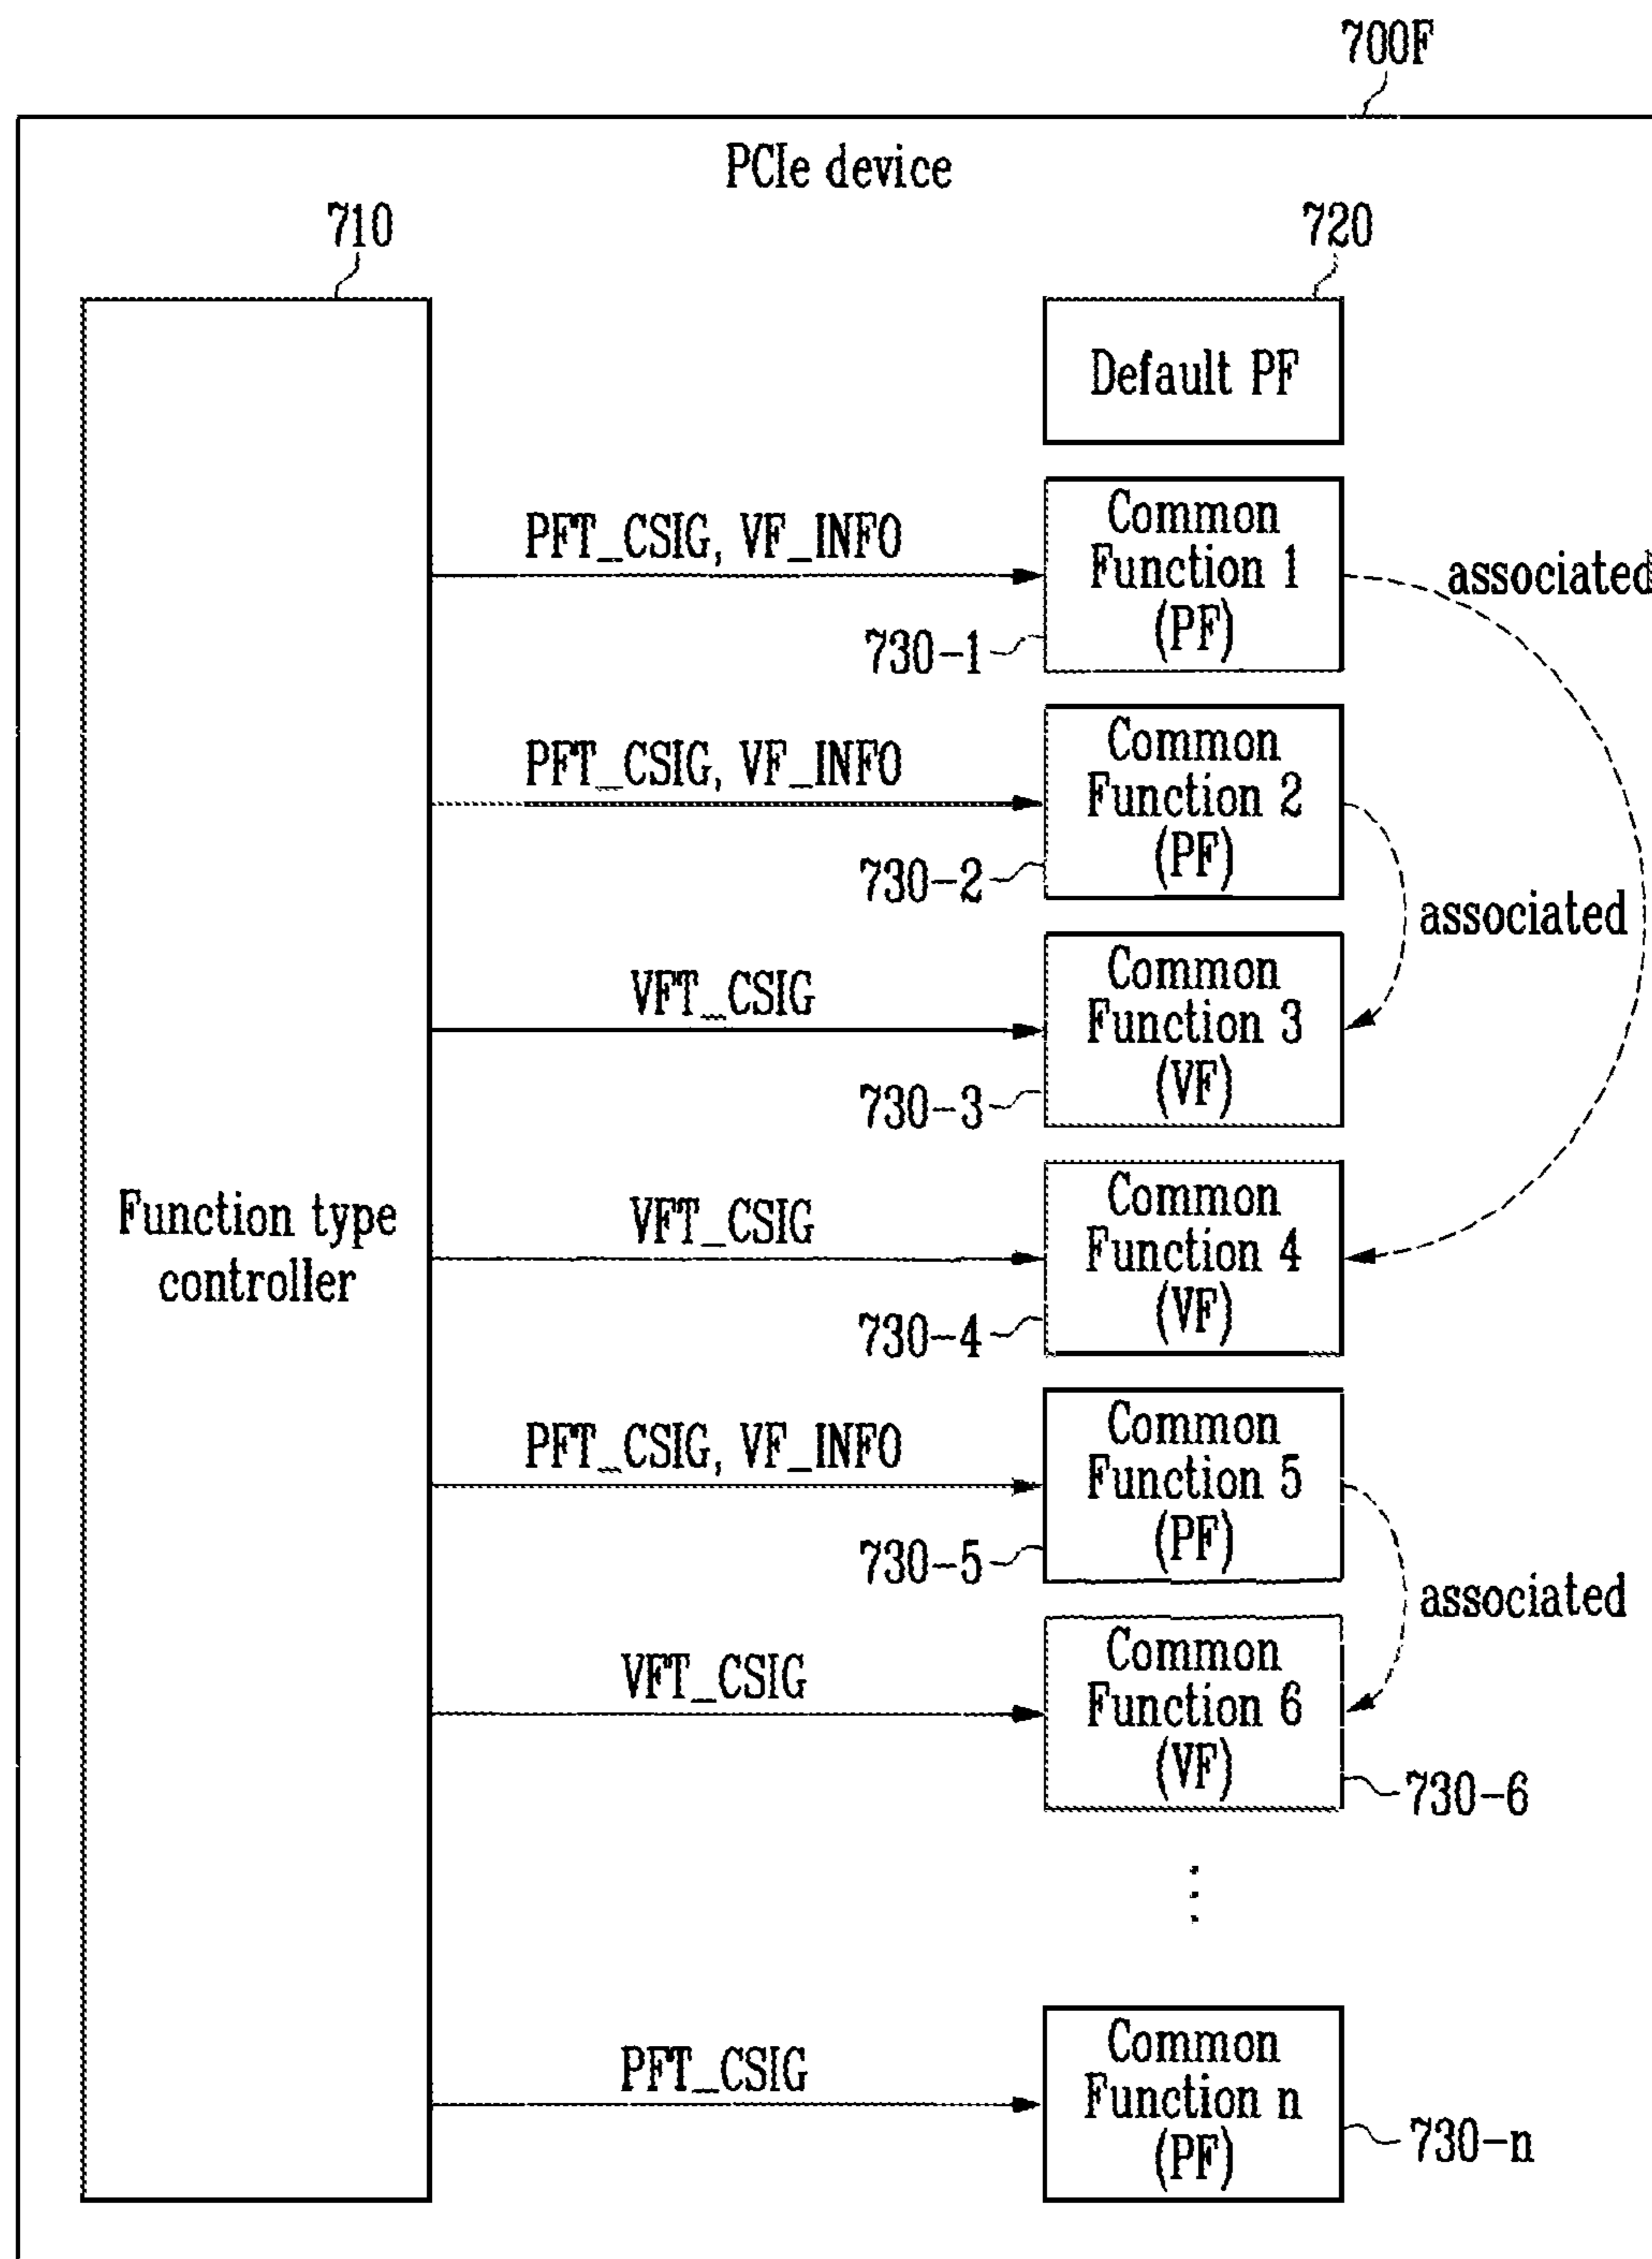 700F
PCIe device
710
720
Default PF
PFT_CSIG, VF_INFO
Common
Function 1
(PF)
730-1
associated
PFT_CSIG, VF_INFO
Common
Function 2
(PF)
730-2
associated
VFT_CSIG
Common
Function 3
(VF)
730-3
Function type
controller
VFT_CSIG
Common
Function 4
(VF)
730-4
PFT_CSIG, VF_INFO
Common
Function 5
(PF)
730-5
associated
VFT_CSIG
Common
Function 6
(VF)
730-6
PFT_CSIG
Common
Function n
(PF)
730-n